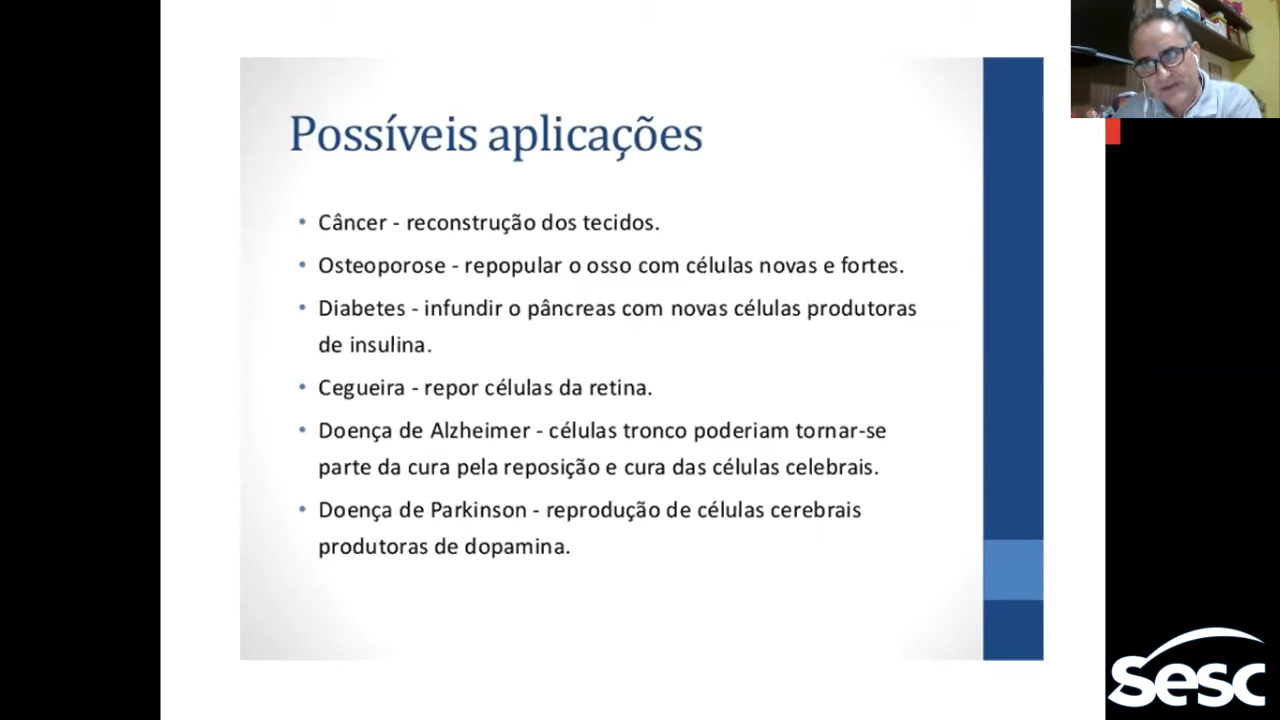 Possíveis aplicações
• Câncer - reconstrução dos tecidos.
• Osteoporose - repopular o osso com células novas e fortes.
• Diabetes - infundir o pâncreas com novas células produtoras
de insulina.
• Cegueira - repor células da retina.
• Doença de Alzheimer - células tronco poderiam tornar-se
parte da cura pela reposição e cura das células celebrais.
• Doença de Parkinson - reprodução de células cerebrais
produtoras de dopamina.
Sesc